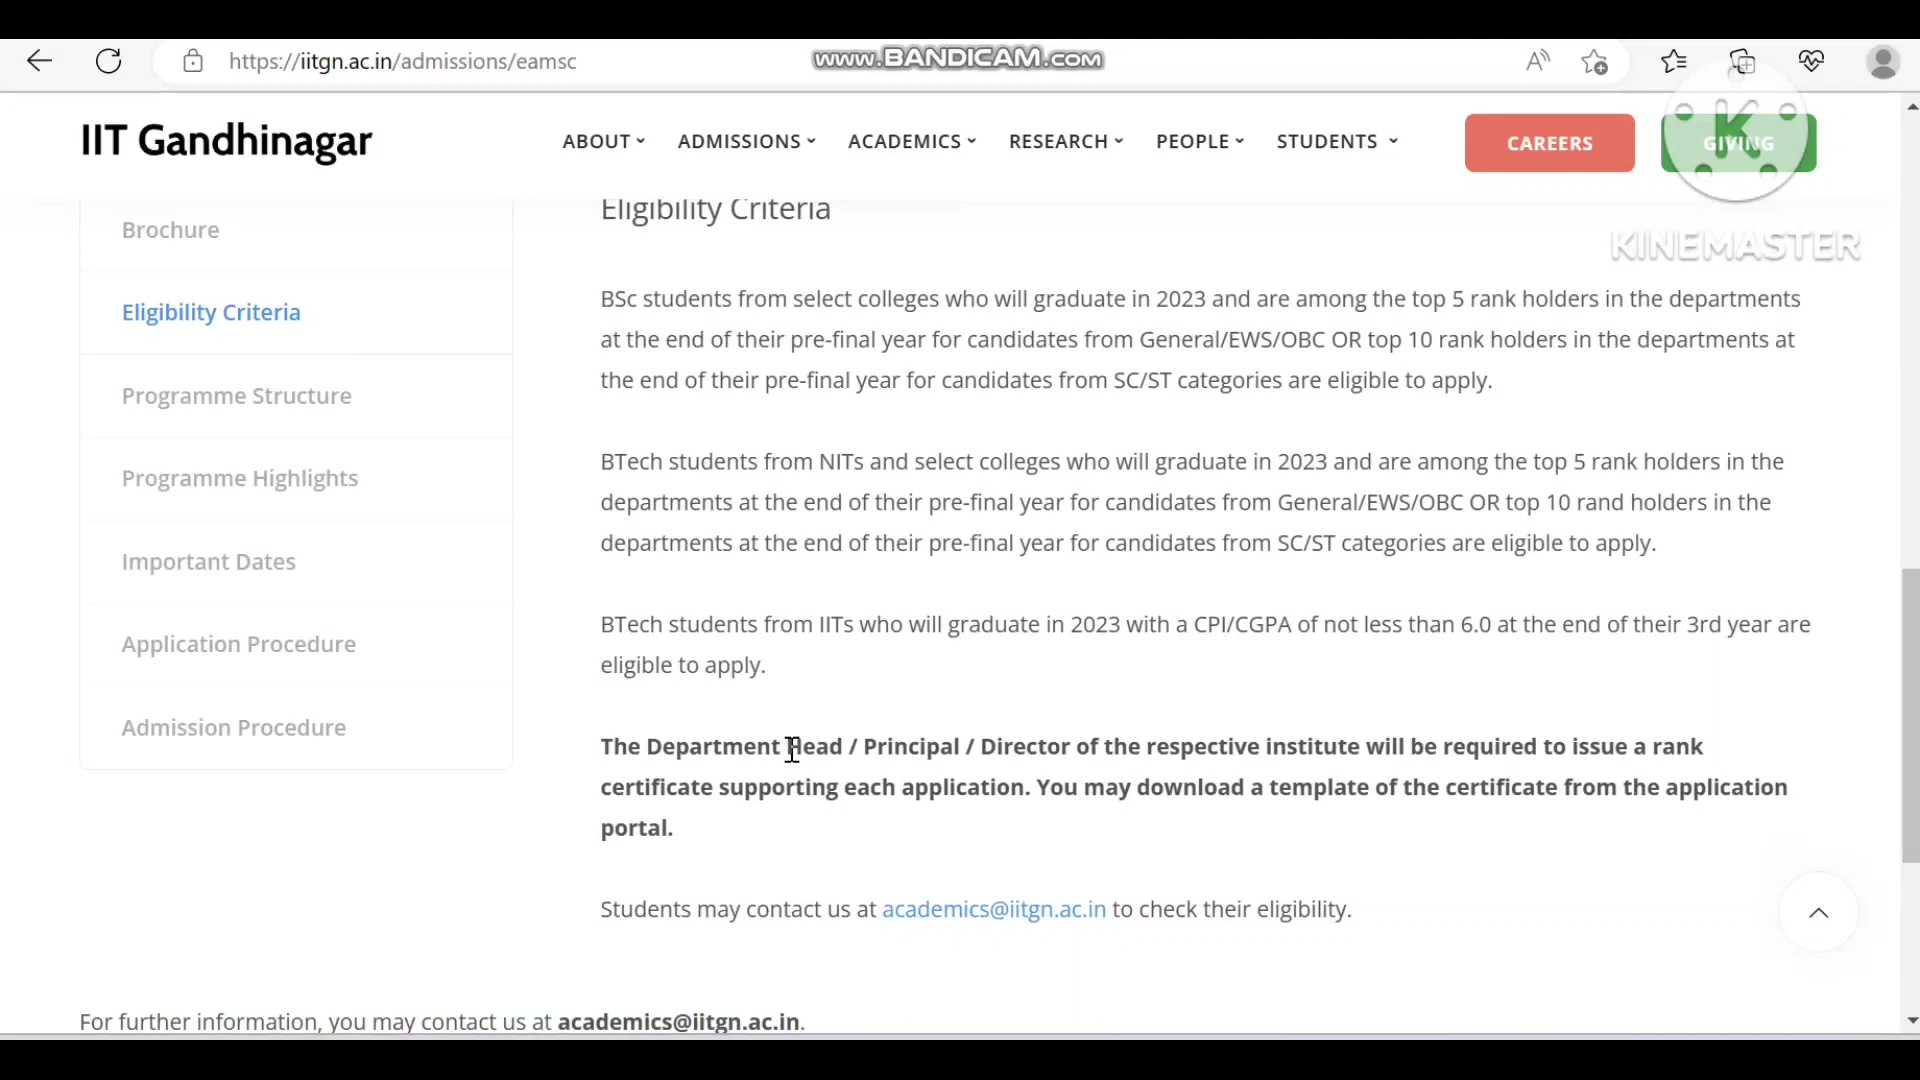 https://iitgn.ac.in/admissions/eamsc
www.BANDICAM.com
IIT Gandhinagar
ABOUT
ADMISSIONS
ACADEMICS
RESEARCH
PEOPLE
STUDENTS
CAREERS
GIVING
K
KINEMASTER
Brochure
Eligibility Criteria
Programme Structure
Programme Highlights
Important Dates
Application Procedure
Admission Procedure
Eligibility Criteria
BSc students from select colleges who will graduate in 2023 and are among the top 5 rank holders in the departments
at the end of their pre-final year for candidates from General/EWS/OBC OR top 10 rank holders in the departments at
the end of their pre-final year for candidates from SC/ST categories are eligible to apply.
BTech students from NITs and select colleges who will graduate in 2023 and are among the top 5 rank holders in the
departments at the end of their pre-final year for candidates from General/EWS/OBC OR top 10 rand holders in the
departments at the end of their pre-final year for candidates from SC/ST categories are eligible to apply.
BTech students from IITs who will graduate in 2023 with a CPI/CGPA of not less than 6.0 at the end of their 3rd year are
eligible to apply.
The Department Head / Principal / Director of the respective institute will be required to issue a rank
certificate supporting each application. You may download a template of the certificate from the application
portal.
Students may contact us at academics@iitgn.ac.in to check their eligibility.
For further information, you may contact us at academics@iitgn.ac.in.